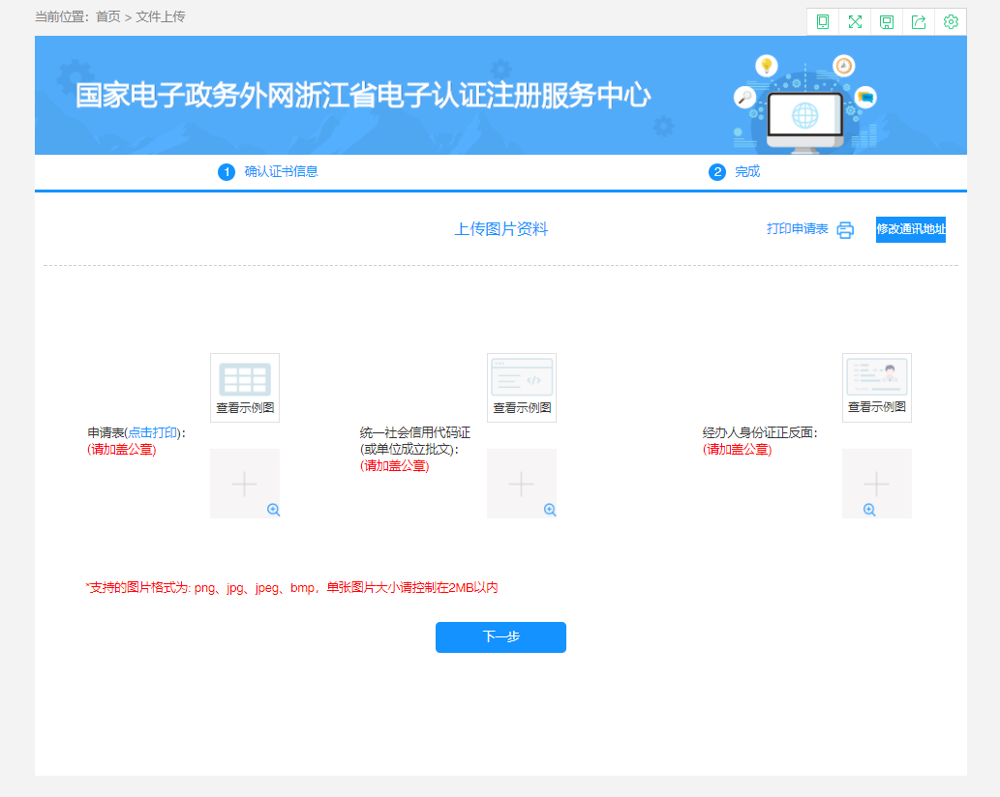 当前位置：首页 > 文件上传
国家电子政务外网浙江省电子认证注册服务中心
1 确认证书信息
2 完成
上传图片资料
打印申请表
修改通讯地址
查看示例图
查看示例图
查看示例图
申请表(点击打印):
(请加盖公章)
统一社会信用代码证
(或单位成立批文):
(请加盖公章)
经办人身份证正反面:
(请加盖公章)
*支持的图片格式为: png、jpg、jpeg、bmp，单张图片大小请控制在2MB以内
下一步